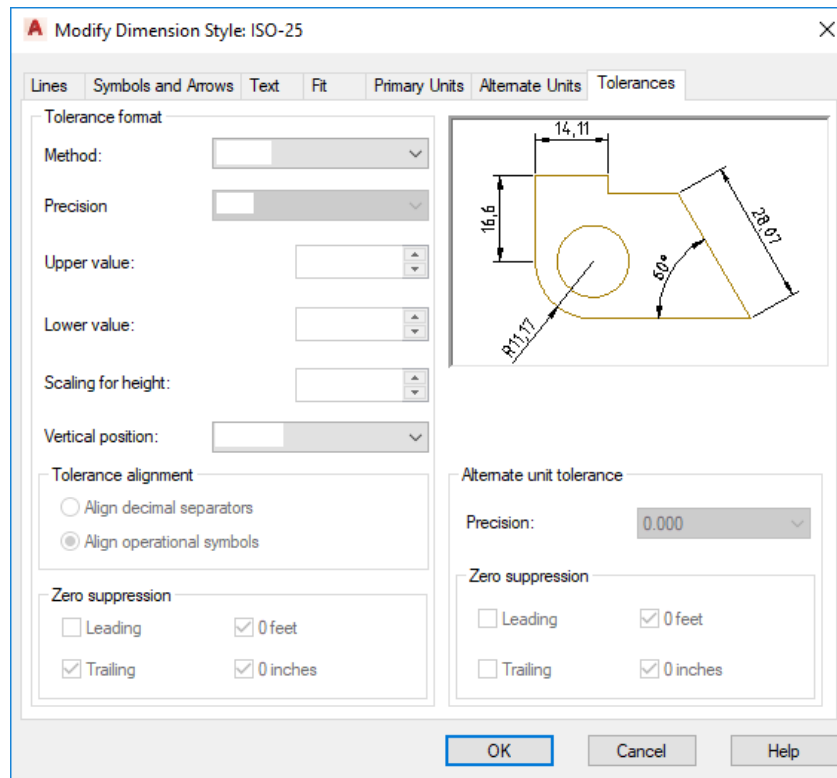 Modify Dimension Style: ISO-25
Lines Symbols and Arrows Text Fit Primary Units Alternate Units Tolerances
Tolerance format
Method:
Precision
Upper value:
Lower value:
Scaling for height:
Vertical position:
Tolerance alignment
Align decimal separators
Align operational symbols
Zero suppression
Leading 0 feet
Trailing 0 inches
14,11
16,6
28,07
60°
R11,17
Alternate unit tolerance
Precision: 0.000
Zero suppression
Leading 0 feet
Trailing 0 inches
OK Cancel Help